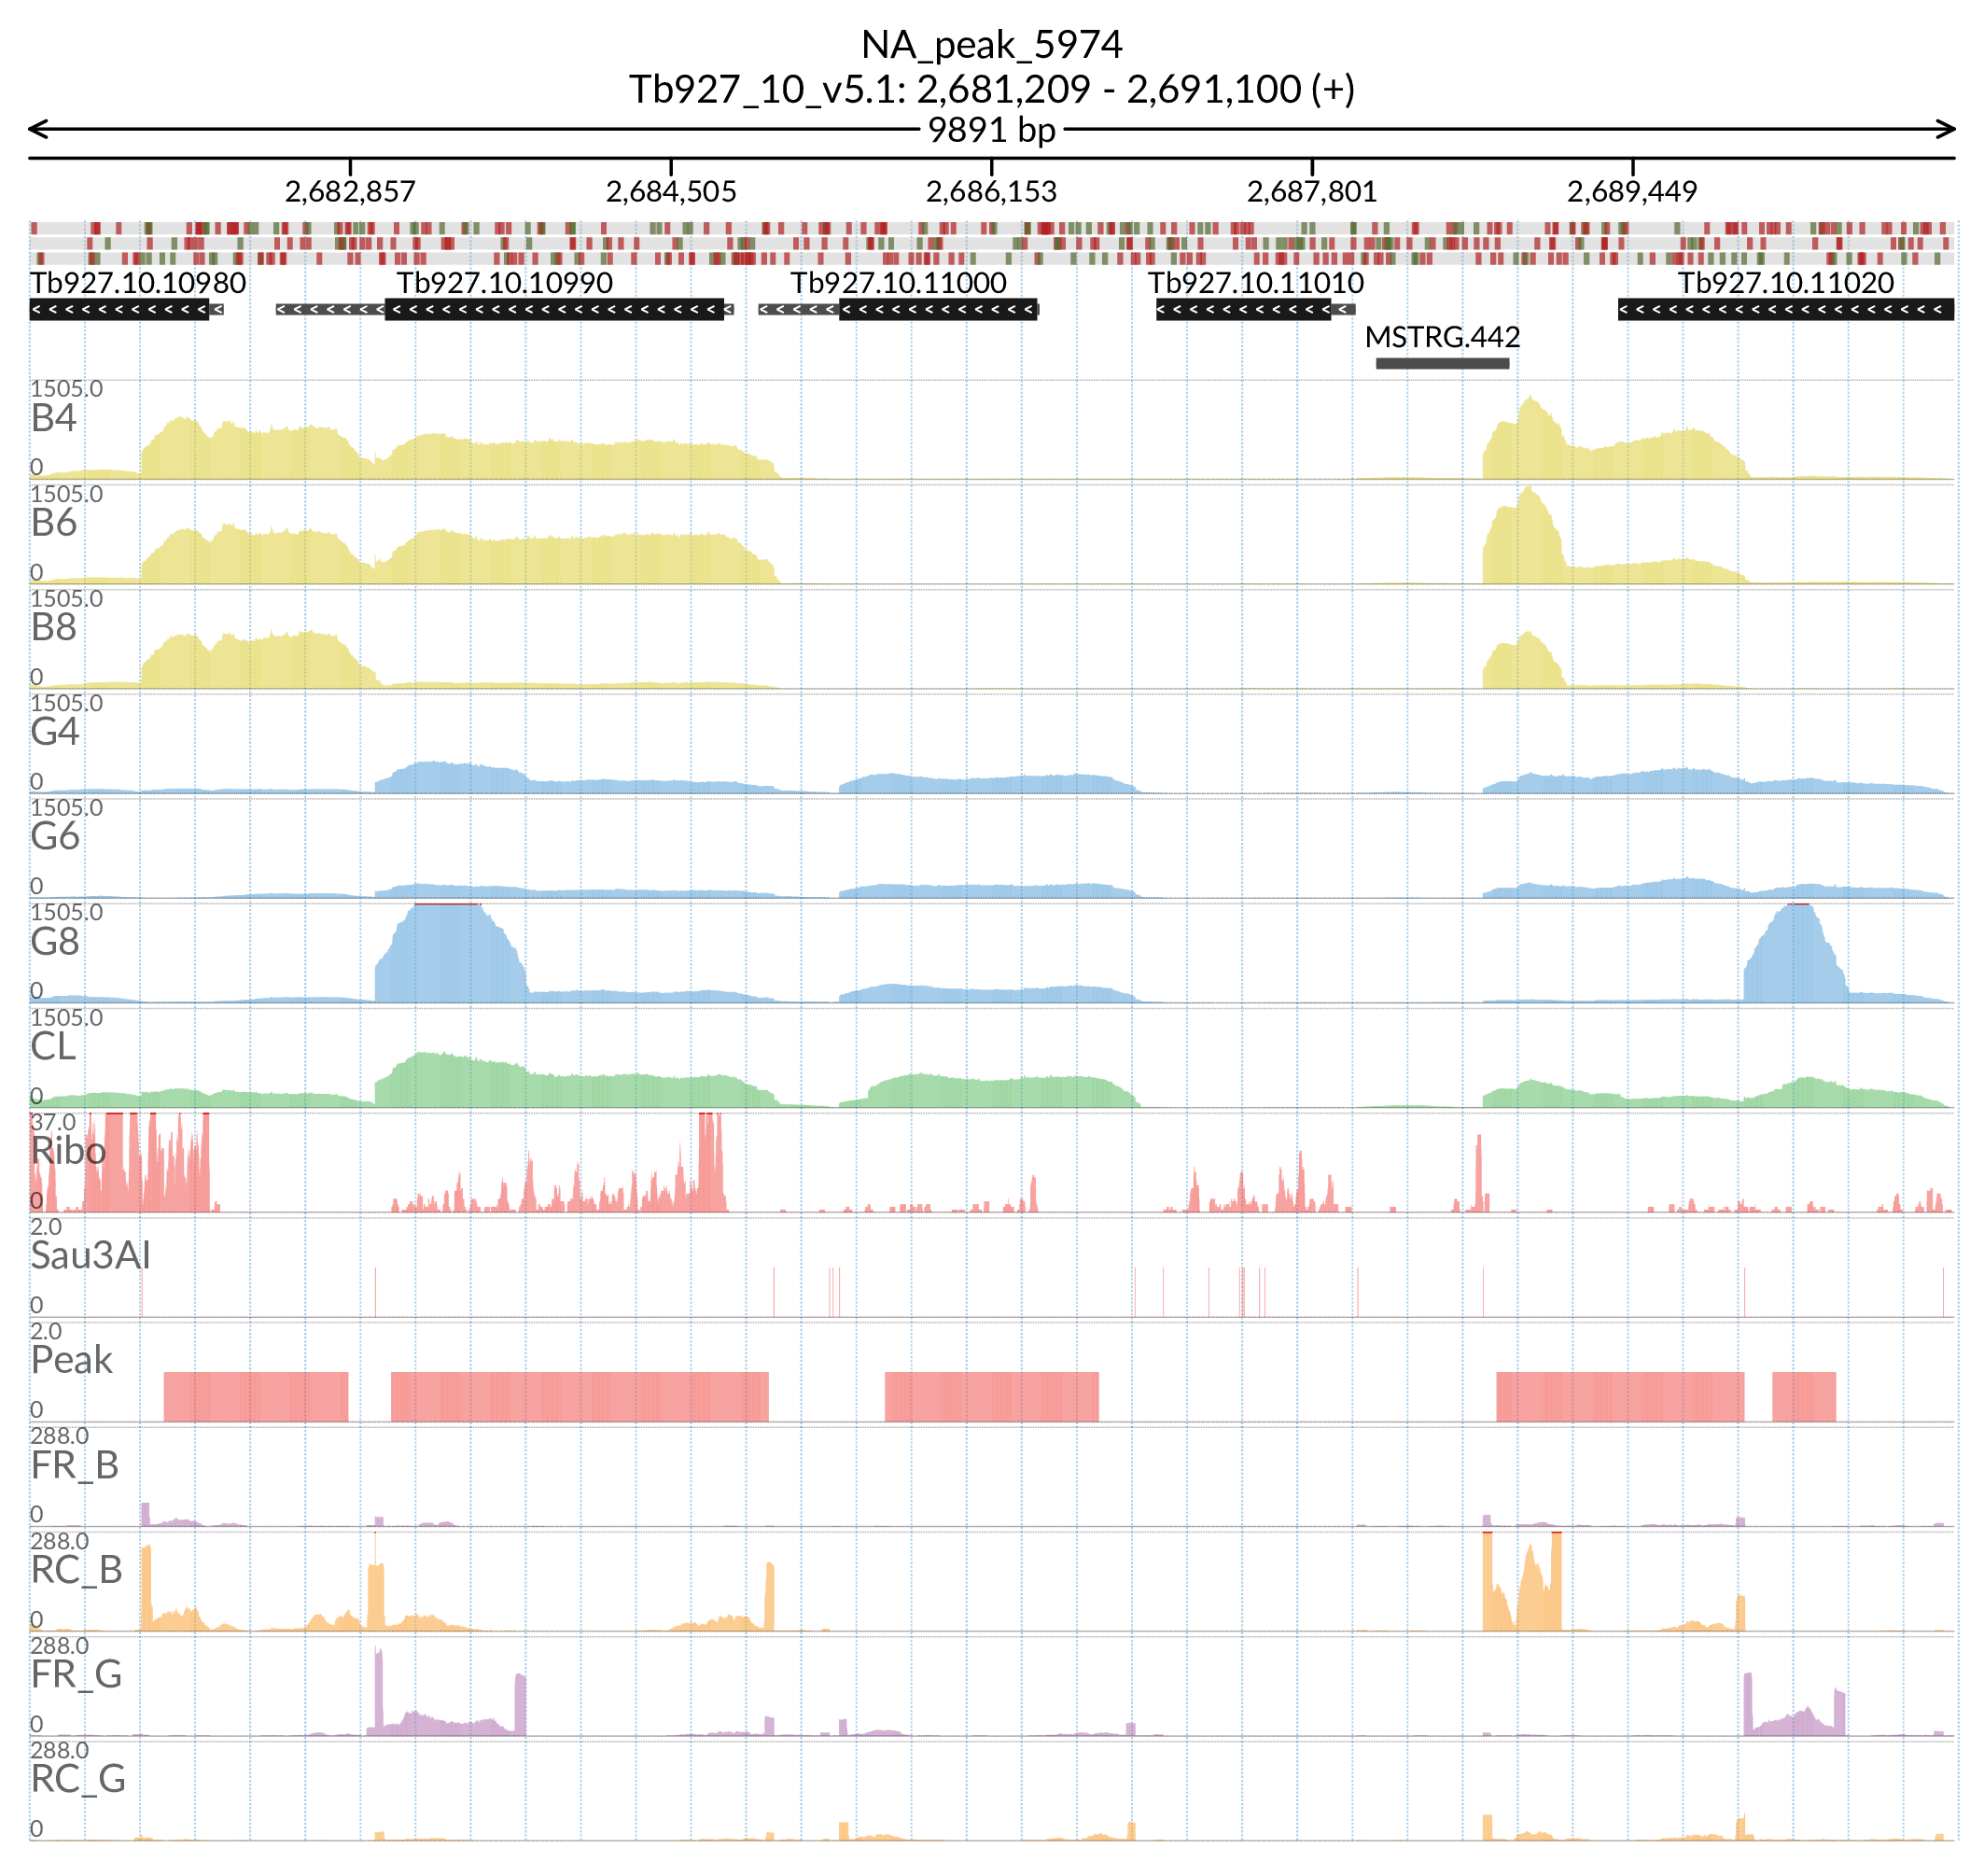 NA_peak_5974
Tb927_10_v5.1: 2,681,209 - 2,691,100 (+)
9891 bp
2,682,857 2,684,505 2,686,153 2,687,801 2,689,449
Tb927.10.10980 Tb927.10.10990 Tb927.10.11000 Tb927.10.11010 Tb927.10.11020
MSTRG.442
1505.0
B4
0
1505.0
B6
0
1505.0
B8
0
1505.0
G4
0
1505.0
G6
0
1505.0
G8
0
1505.0
CL
0
37.0
Ribo
0
2.0
Sau3AI
0
2.0
Peak
0
288.0
FR_B
0
288.0
RC_B
0
288.0
FR_G
0
288.0
RC_G
0